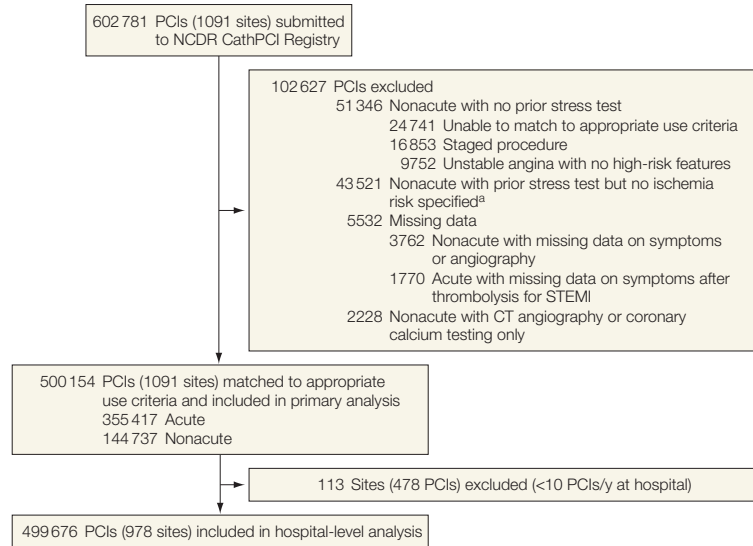 602 781 PCIs (1091 sites) submitted
to NCDR CathPCI Registry
102 627 PCIs excluded
51 346 Nonacute with no prior stress test
24 741 Unable to match to appropriate use criteria
16 853 Staged procedure
9752 Unstable angina with no high-risk features
43 521 Nonacute with prior stress test but no ischemia
risk specifiedᵃ
5532 Missing data
3762 Nonacute with missing data on symptoms
or angiography
1770 Acute with missing data on symptoms after
thrombolysis for STEMI
2228 Nonacute with CT angiography or coronary
calcium testing only
500 154 PCIs (1091 sites) matched to appropriate
use criteria and included in primary analysis
355 417 Acute
144 737 Nonacute
113 Sites (478 PCIs) excluded (<10 PCIs/y at hospital)
499 676 PCIs (978 sites) included in hospital-level analysis